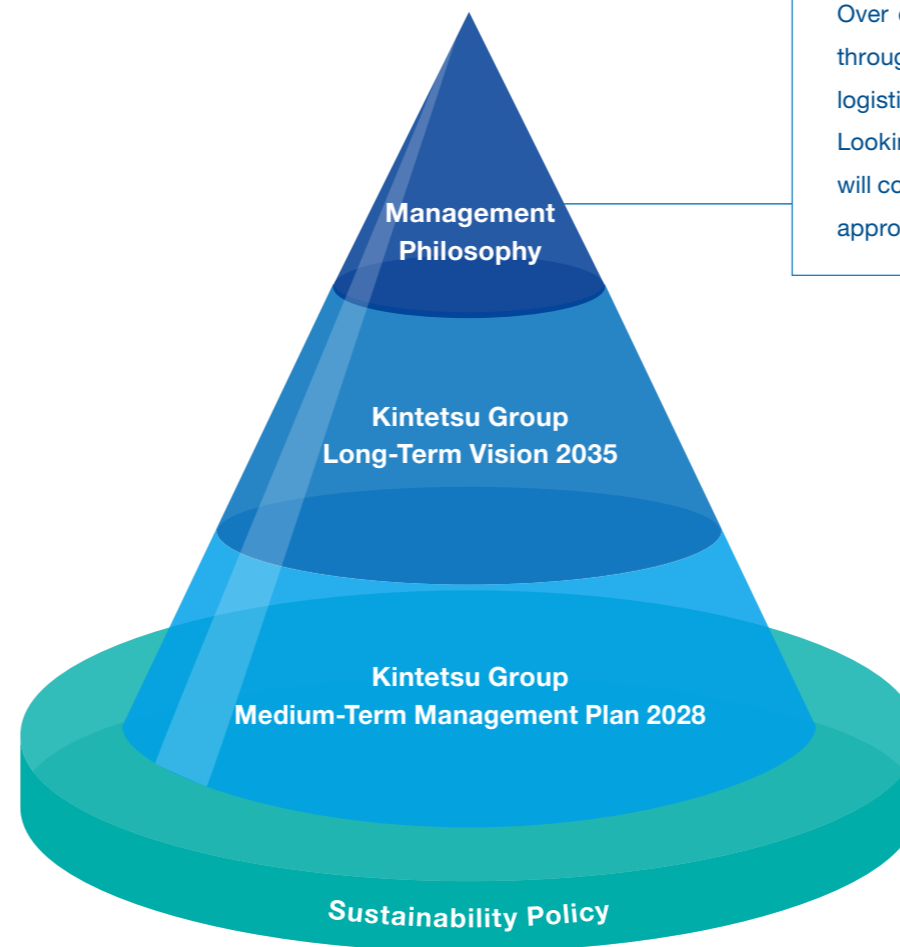 Over
throug
logisti
Lookin
will co
appro
Management
Philosophy
Kintetsu Group
Long-Term Vision 2035
Kintetsu Group
Medium-Term Management Plan 2028
Sustainability Policy